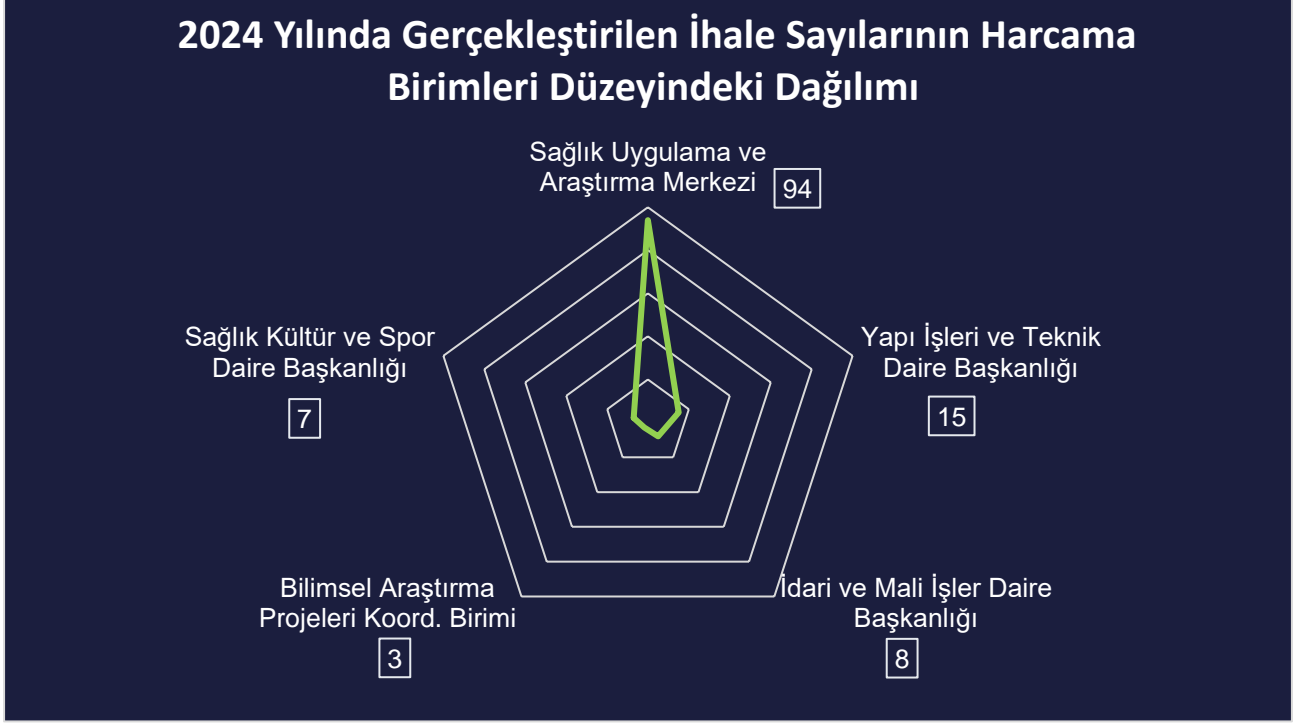 2024 Yılında Gerçekleştirilen İhale Sayılarının Harcama
Birimleri Düzeyindeki Dağılımı
Sağlık Uygulama ve
Araştırma Merkezi
94
Yapı İşleri ve Teknik
Daire Başkanlığı
15
İdari ve Mali İşler Daire
Başkanlığı
8
Bilimsel Araştırma
Projeleri Koord. Birimi
3
Sağlık Kültür ve Spor
Daire Başkanlığı
7